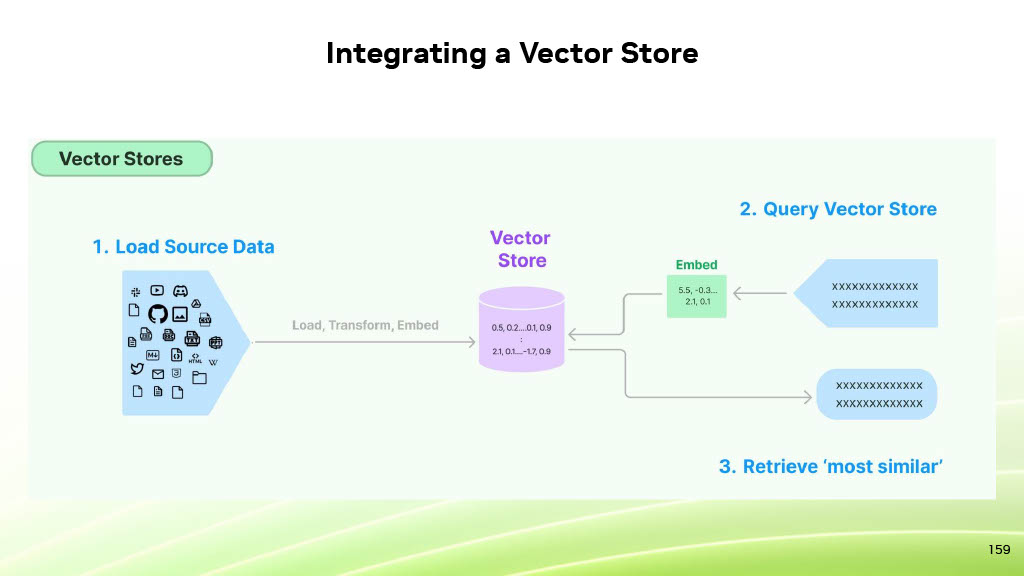 Integrating a Vector Store
Vector Stores
1. Load Source Data
Load, Transform, Embed
Vector
Store
0.5, 0.2....0.1, 0.9
:
2.1, 0.1....-1.7, 0.9
2. Query Vector Store
Embed
5.5, -0.3...
2.1, 0.1
xxxxxxxxxxxxx
xxxxxxxxxxxxx
xxxxxxxxxxxxx
xxxxxxxxxxxxx
3. Retrieve ‘most similar’
HTML
W
159